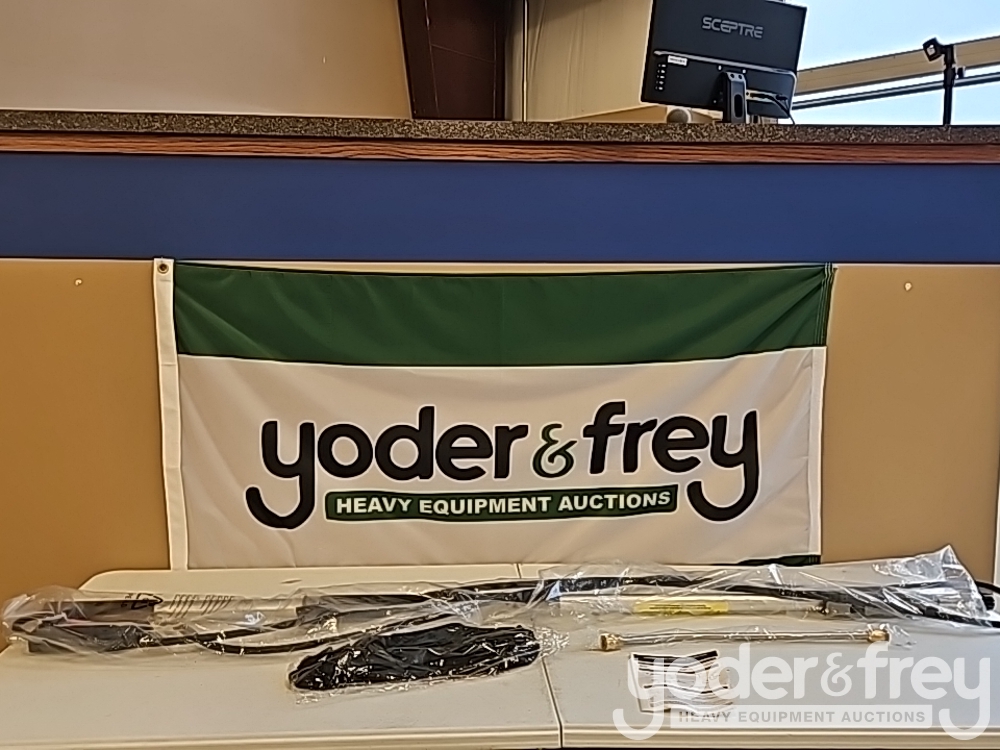 SCEPTRE
yoder & frey
HEAVY EQUIPMENT AUCTIONS
yoder & frey
HEAVY EQUIPMENT AUCTIONS